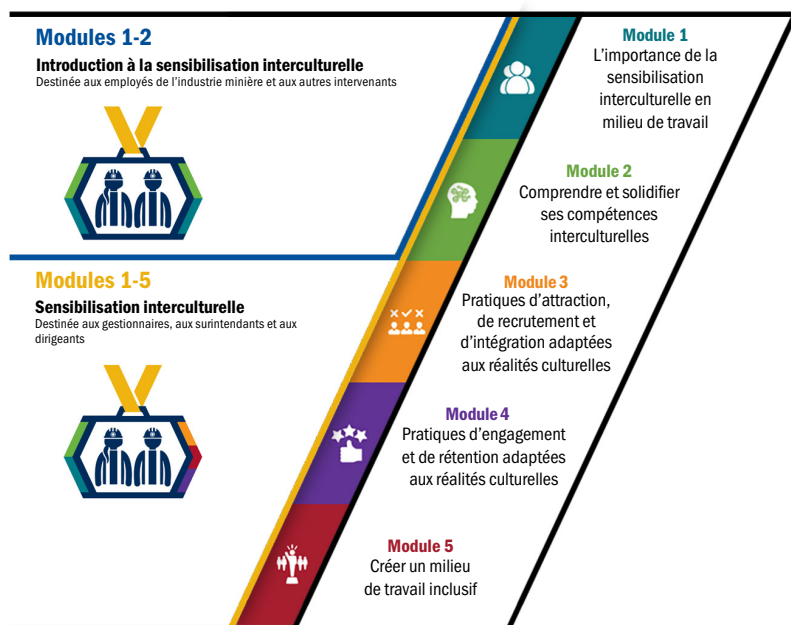 Modules 1-2
Introduction à la sensibilisation interculturelle
Destinée aux employés de l'industrie minière et aux autres intervenants
Modules 1-5
Sensibilisation interculturelle
Destinée aux gestionnaires, aux surintendants et aux
dirigeants
Module 1
L'importance de la
sensibilisation
interculturelle en
milieu de travail
Module 2
Comprendre et solidifier
ses compétences
interculturelles
Module 3
Pratiques d'attraction,
de recrutement et
d'intégration adaptées
aux réalités culturelles
Module 4
Pratiques d'engagement
et de rétention adaptées
aux réalités culturelles
Module 5
Créer un milieu
de travail inclusif